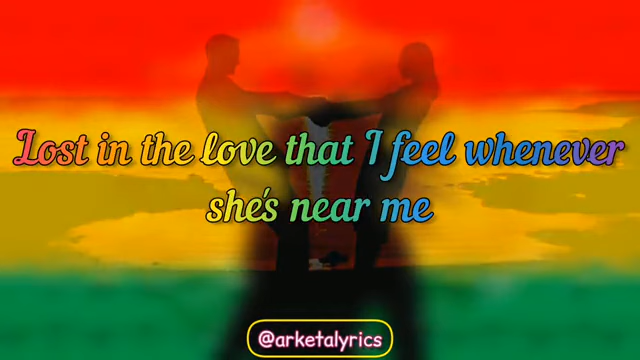 Lost in the love that I feel whenever
she's near me
@arketalyrics